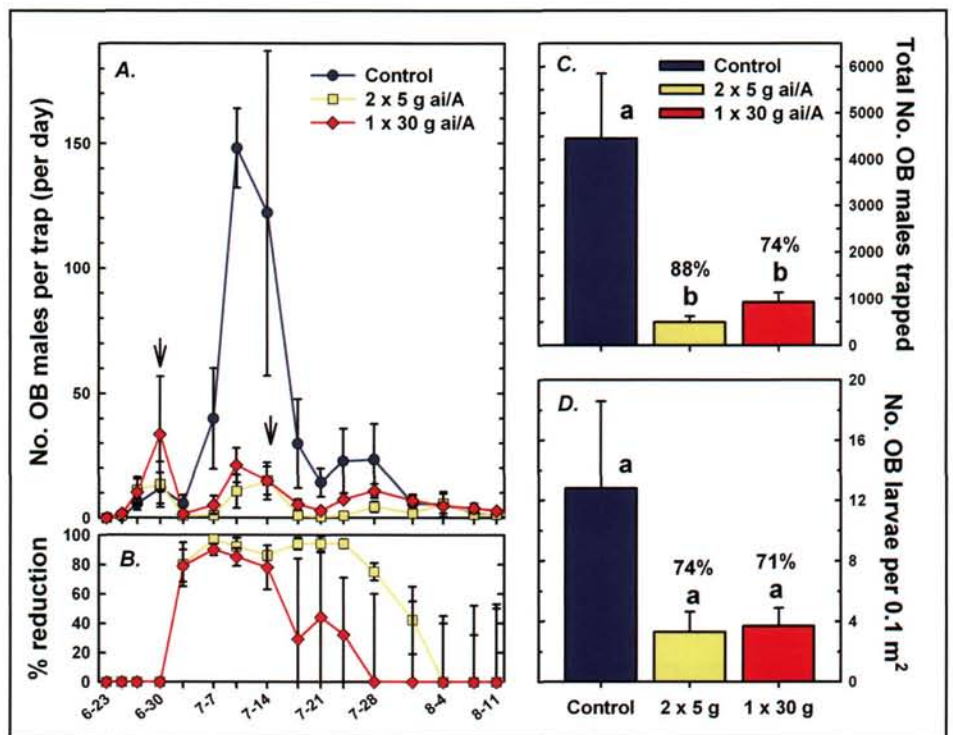 A.
Control
2 x 5 g ai/A
1 x 30 g ai/A
No. OB males per trap (per day)
150
100
50
0
B.
% reduction
100
80
60
40
20
0
6-23
6-30
7-7
7-14
7-21
7-28
8-4
8-11
C.
Control
2 x 5 g ai/A
1 x 30 g ai/A
a
88%
b
74%
b
6000
5000
4000
3000
2000
1000
0
Total No. OB males trapped
D.
a
74%
a
71%
a
20
16
12
8
4
0
No. OB larvae per 0.1 m²
Control
2 x 5 g
1 x 30 g